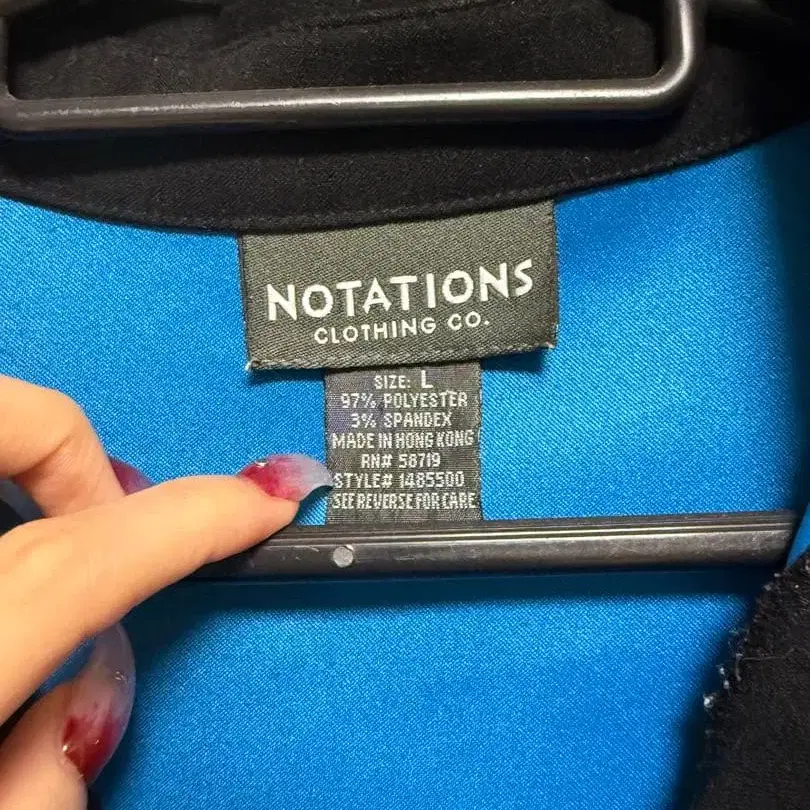 NOTATIONS
CLOTHING CO.
SIZE: L
97% POLYESTER
3% SPANDEX
MADE IN HONG KONG
RN# 58719
STYLE# 1485500
SEE REVERSE FOR CARE